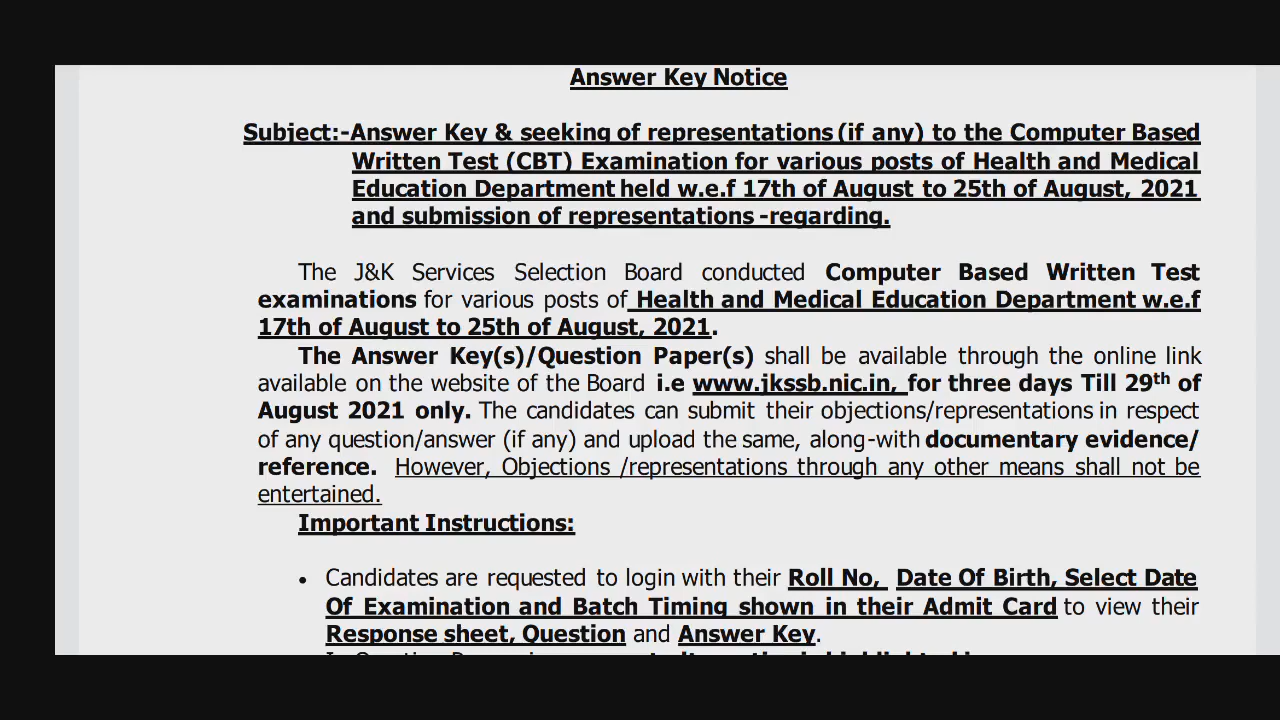 Answer Key Notice
Subject:-Answer Key & seeking of representations (if any) to the Computer Based
Written Test (CBT) Examination for various posts of Health and Medical
Education Department held w.e.f 17th of August to 25th of August, 2021
and submission of representations -regarding.
The J&K Services Selection Board conducted Computer Based Written Test
examinations for various posts of Health and Medical Education Department w.e.f
17th of August to 25th of August, 2021.
The Answer Key(s)/Question Paper(s) shall be available through the online link
available on the website of the Board i.e www.jkssb.nic.in, for three days Till 29th of
August 2021 only. The candidates can submit their objections/representations in respect
of any question/answer (if any) and upload the same, along-with documentary evidence/
reference. However, Objections /representations through any other means shall not be
entertained.
Important Instructions:
• Candidates are requested to login with their Roll No, Date Of Birth, Select Date
Of Examination and Batch Timing shown in their Admit Card to view their
Response sheet, Question and Answer Key.